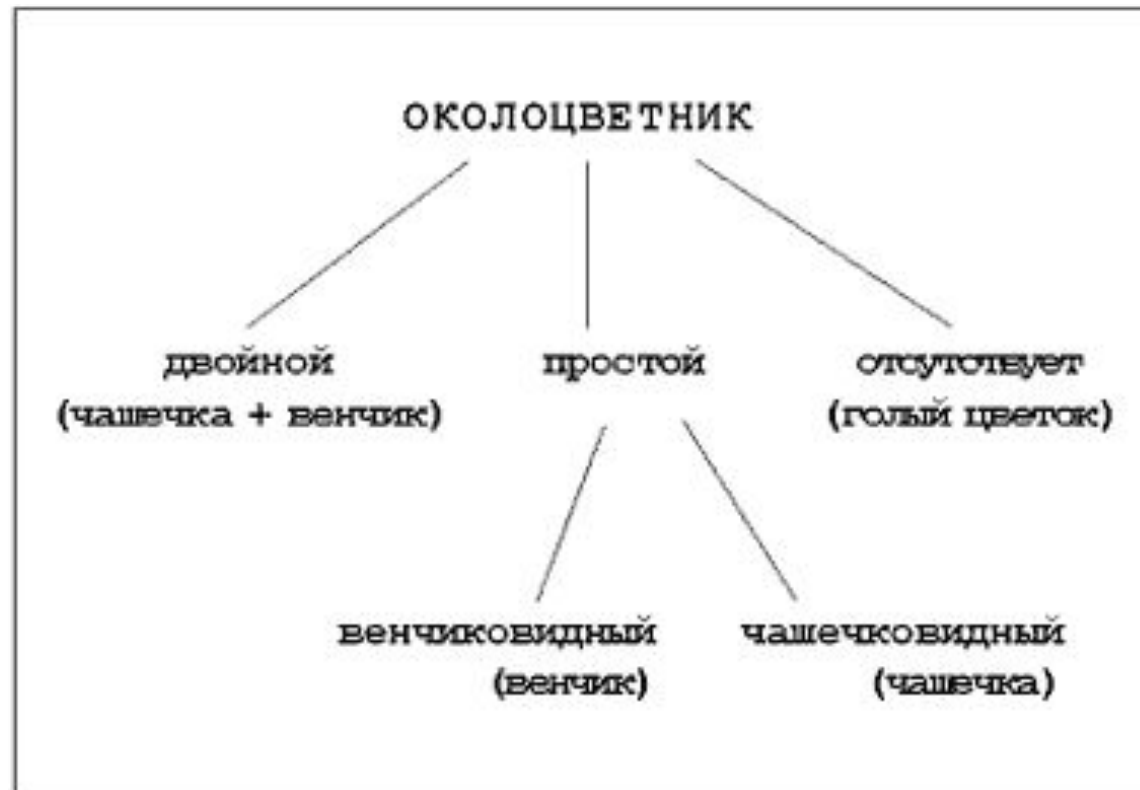 ОКОЛОЦВЕТНИК
двойной простой отсутствует
(чашечка + венчик) (голый цветок)
венчиковидный чашечковидный
(венчик) (чашечка)